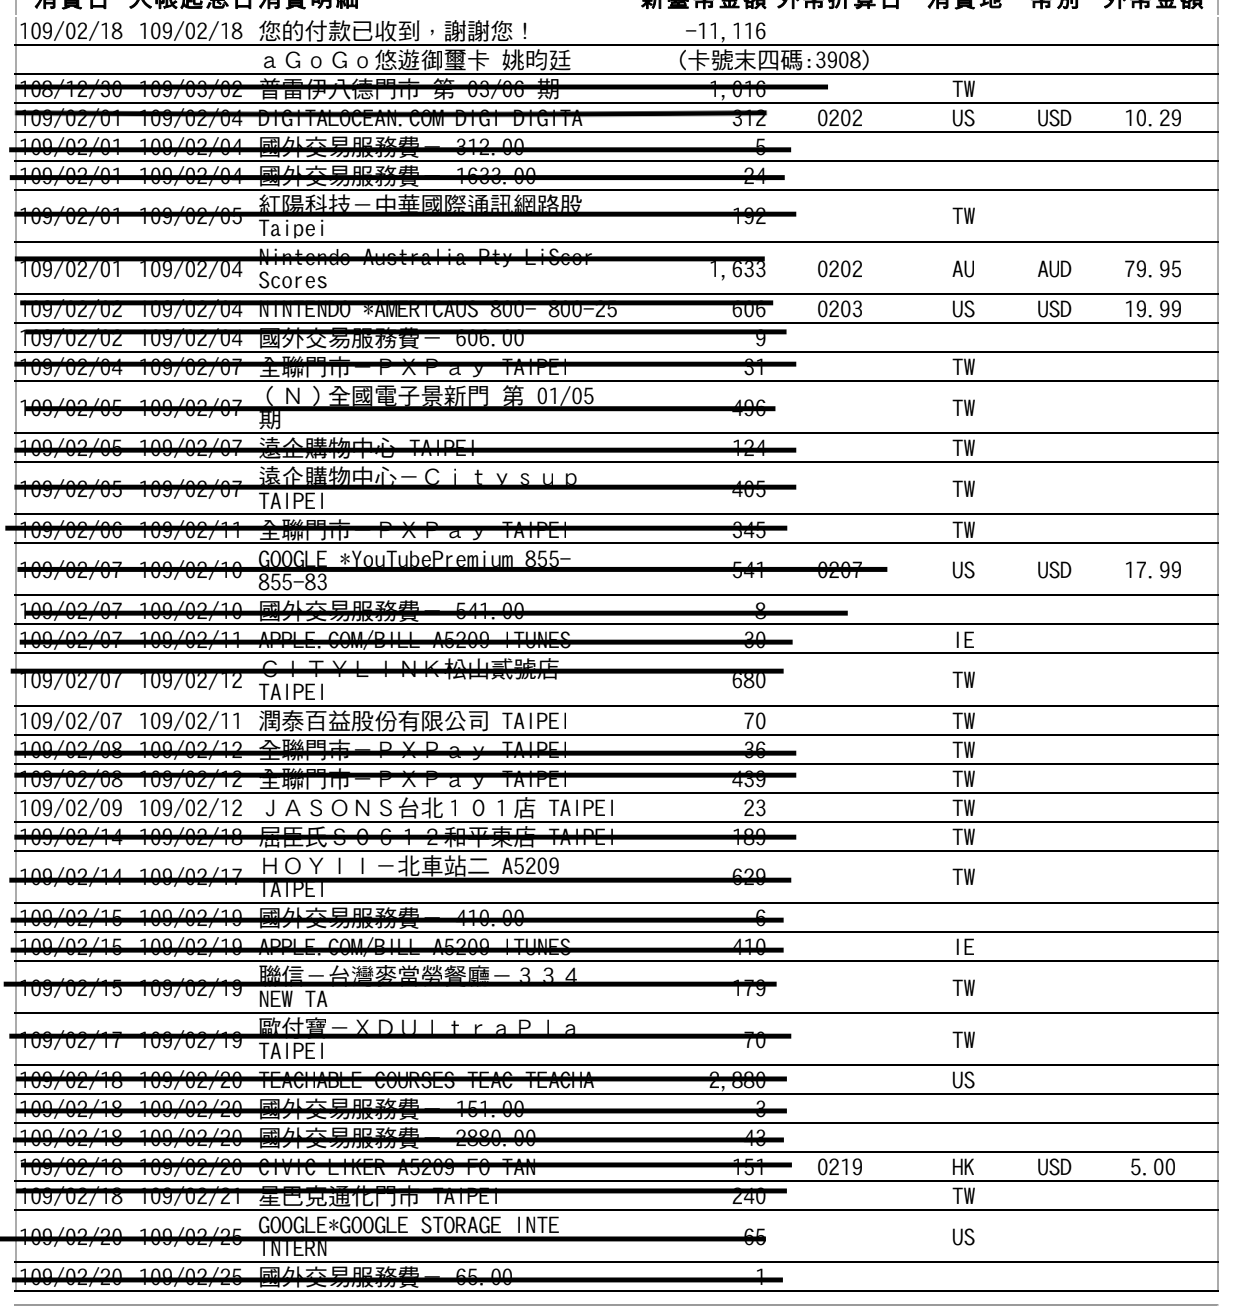 消費日 入帳起息日 消費明細 新臺幣金額 外幣折算日 消費地 幣別 外幣金額
109/02/18 109/02/18 您的付款已收到，謝謝您！ -11,116
ａＧｏＧｏ悠遊御璽卡 姚昀廷 (卡號末四碼:3908)
108/12/30 109/03/02 普雷伊八德門市 第 03/06 期 1,016 TW
109/02/01 109/02/04 DIGITALOCEAN.COM DIGI DIGITA 312 0202 US USD 10.29
109/02/01 109/02/04 國外交易服務費－ 312.00 5
109/02/01 109/02/04 國外交易服務費－ 1633.00 24
109/02/01 109/02/05 紅陽科技－中華國際通訊網路股 192 TW
Taipei
109/02/01 109/02/04 Nintendo Australia Pty LiScor 1,633 0202 AU AUD 79.95
Scores
109/02/02 109/02/04 NINTENDO *AMERICAUS 800- 800-25 606 0203 US USD 19.99
109/02/02 109/02/04 國外交易服務費－ 606.00 9
109/02/04 109/02/07 全聯門市－ＰＸＰａｙ TAIPEI 31 TW
109/02/05 109/02/07 （Ｎ）全國電子景新門 第 01/05 496 TW
期
109/02/05 109/02/07 遠企購物中心 TAIPEI 124 TW
109/02/05 109/02/07 遠企購物中心－Ｃｉｔｙｓｕｐ 405 TW
TAIPEI
109/02/06 109/02/11 全聯門市－ＰＸＰａｙ TAIPEI 345 TW
109/02/07 109/02/10 GOOGLE *YouTubePremium 855- 541 0207 US USD 17.99
855-83
109/02/07 109/02/10 國外交易服務費－ 541.00 8
109/02/07 109/02/11 APPLE.COM/BILL A5209 ITUNES 30 IE
109/02/07 109/02/12 ＣＩＴＹＬＩＮＫ松山貳號店 680 TW
TAIPEI
109/02/07 109/02/11 潤泰百益股份有限公司 TAIPEI 70 TW
109/02/08 109/02/12 全聯門市－ＰＸＰａｙ TAIPEI 36 TW
109/02/08 109/02/12 全聯門市－ＰＸＰａｙ TAIPEI 439 TW
109/02/09 109/02/12 ＪＡＳＯＮＳ台北１０１店 TAIPEI 23 TW
109/02/14 109/02/18 屈臣氏Ｓ０６１２和平東店 TAIPEI 189 TW
109/02/14 109/02/17 ＨＯＹＩＩ－北車站二 A5209 629 TW
TAIPEI
109/02/15 109/02/19 國外交易服務費－ 410.00 6
109/02/15 109/02/19 APPLE.COM/BILL A5209 ITUNES 410 IE
109/02/15 109/02/19 聯信－台灣麥當勞餐廳－３３４ 179 TW
NEW TA
109/02/17 109/02/19 歐付寶－ＸＤＵｌｔｒａＰｌａ 70 TW
TAIPEI
109/02/18 109/02/20 TEACHABLE COURSES TEAC TEACHA 2,880 US
109/02/18 109/02/20 國外交易服務費－ 151.00 3
109/02/18 109/02/20 國外交易服務費－ 2880.00 43
109/02/18 109/02/20 CIVIC LIKER A5209 FO TAN 151 0219 HK USD 5.00
109/02/18 109/02/21 星巴克通化門市 TAIPEI 240 TW
109/02/20 109/02/25 GOOGLE*GOOGLE STORAGE INTE 65 US
INTERN
109/02/20 109/02/25 國外交易服務費－ 65.00 1